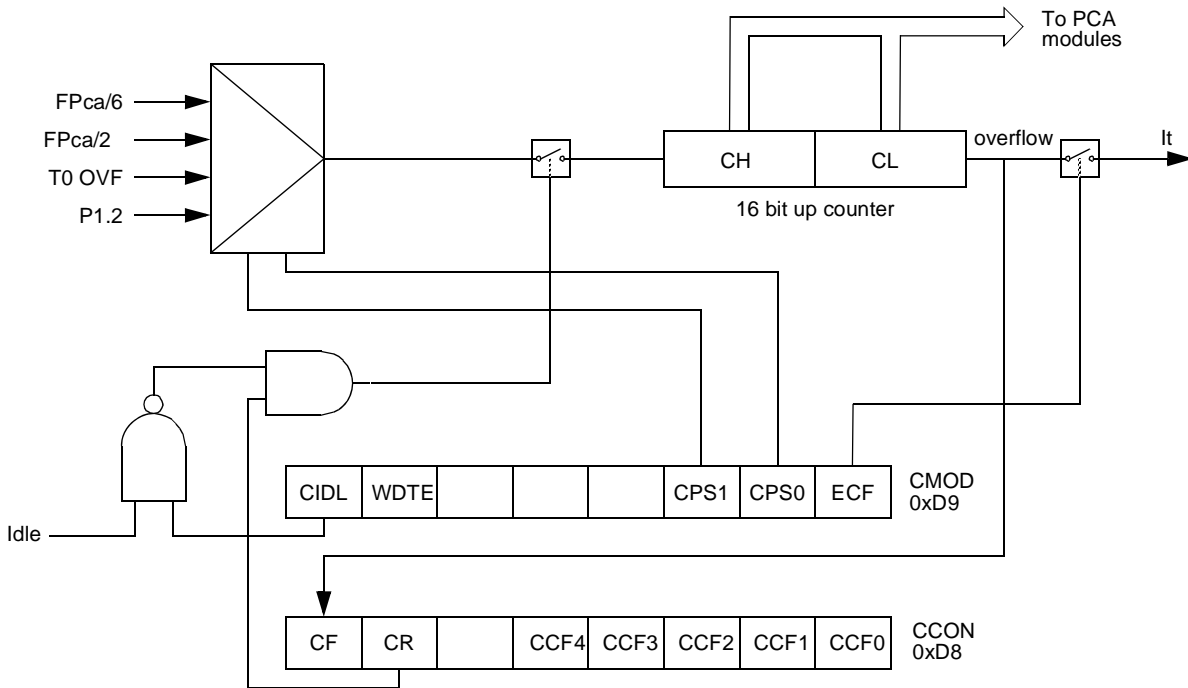 To PCA
modules
FPca/6
FPca/2
T0 OVF
P1.2
CH
CL
overflow
It
16 bit up counter
CIDL
WDTE
CPS1
CPS0
ECF
CMOD
0xD9
Idle
CF
CR
CCF4
CCF3
CCF2
CCF1
CCF0
CCON
0xD8